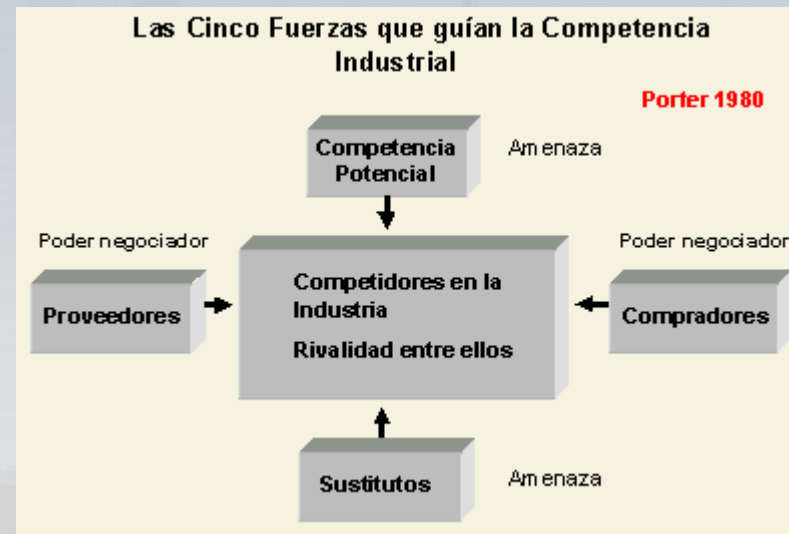 Las Cinco Fuerzas que guían la Competencia
Industrial
Porter 1980
Competencia
Potencial
Amenaza
Poder negociador
Poder negociador
Proveedores
Competidores en la
Industria
Rivalidad entre ellos
Compradores
Sustitutos
Amenaza